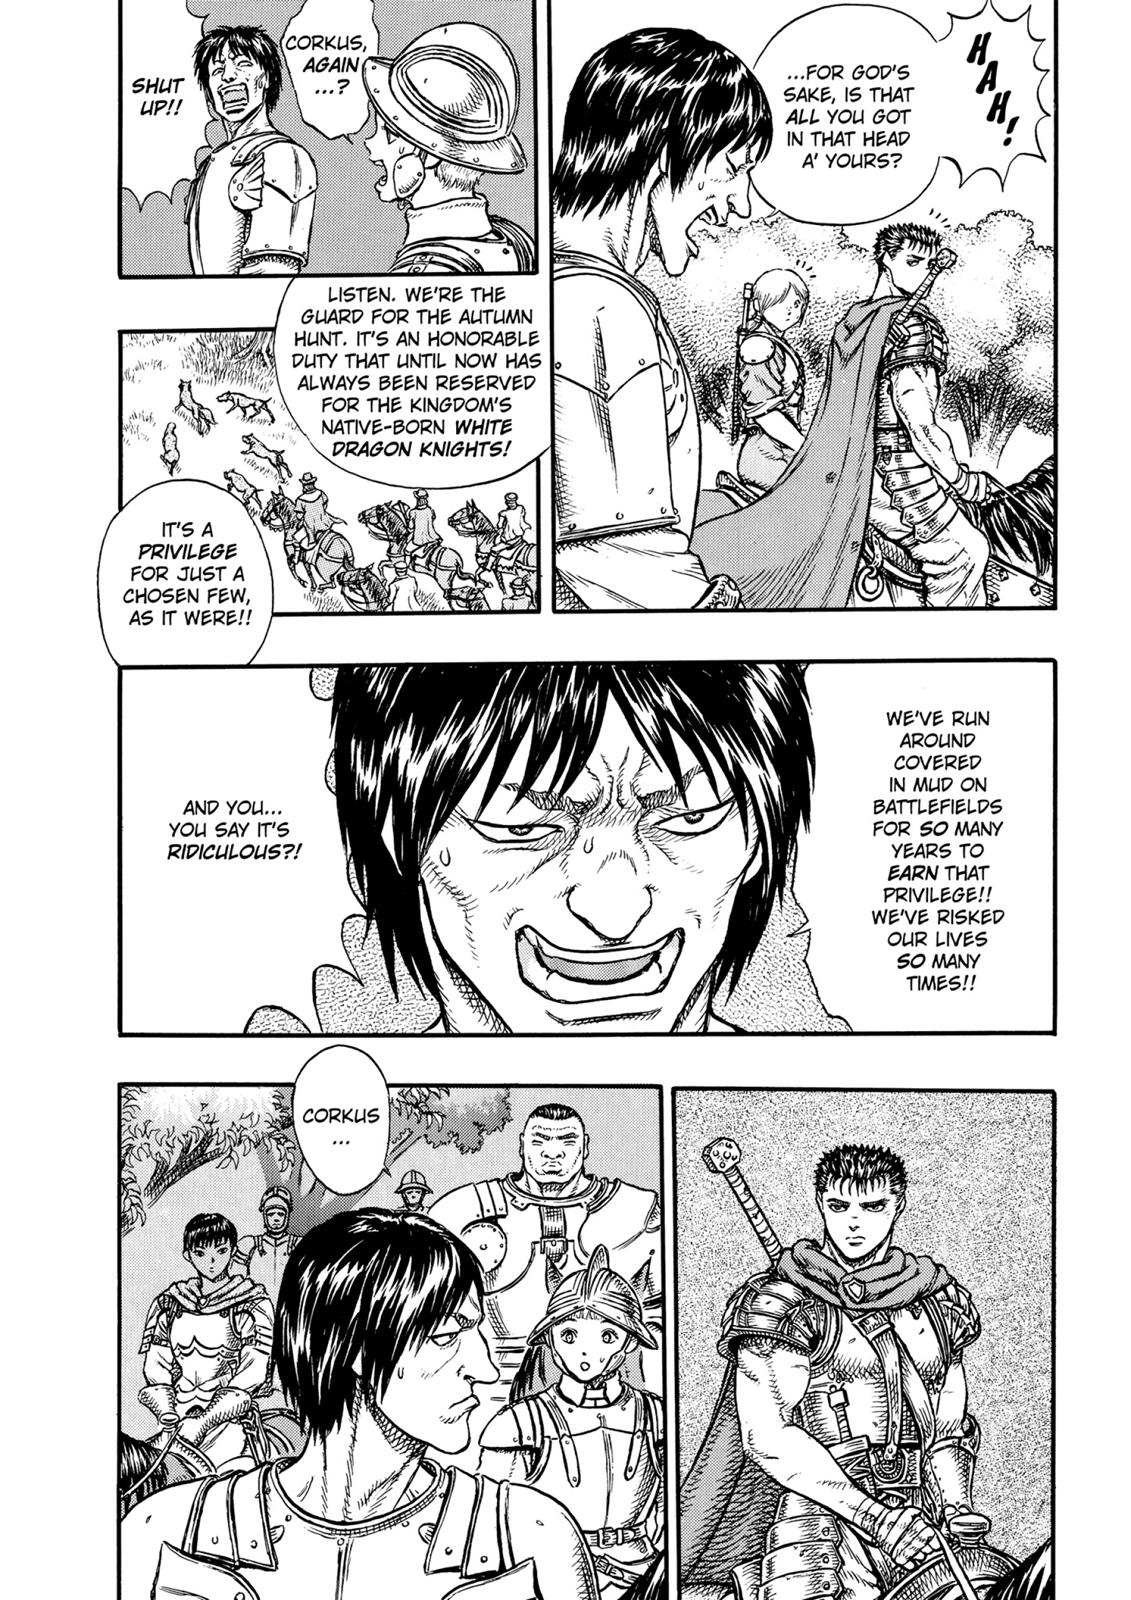 HAH!
...FOR GOD'S
SAKE, IS THAT
ALL YOU GOT
IN THAT HEAD
A' YOURS?
CORKUS,
AGAIN
...?
SHUT
UP!!
LISTEN. WE'RE THE
GUARD FOR THE AUTUMN
HUNT. IT'S AN HONORABLE
DUTY THAT UNTIL NOW HAS
ALWAYS BEEN RESERVED
FOR THE KINGDOM'S
NATIVE-BORN WHITE
DRAGON KNIGHTS!
IT'S A
PRIVILEGE
FOR JUST A
CHOSEN FEW,
AS IT WERE!!
WE'VE RUN
AROUND
COVERED
IN MUD ON
BATTLEFIELDS
FOR SO MANY
YEARS TO
EARN THAT
PRIVILEGE!!
WE'VE RISKED
OUR LIVES
SO MANY
TIMES!!
AND YOU...
YOU SAY IT'S
RIDICULOUS?!
CORKUS
...